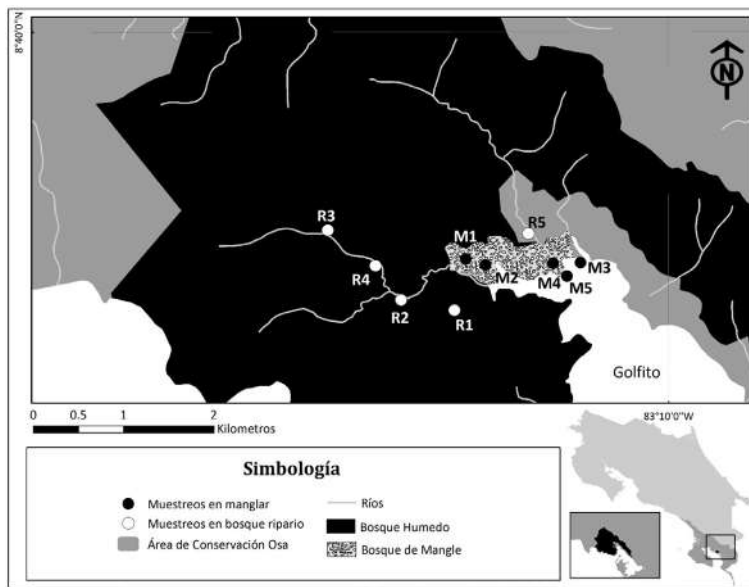 8°40'0"N
N
R3
R5
M1
R4
M2
M4
M3
M5
R2
R1
Golfito
0 0.5 1 2
Kilometros
83°10'0"W
Simbología
Muestreos en manglar
Muestreos en bosque ripario
Área de Conservación Osa
Ríos
Bosque Humedo
Bosque de Mangle